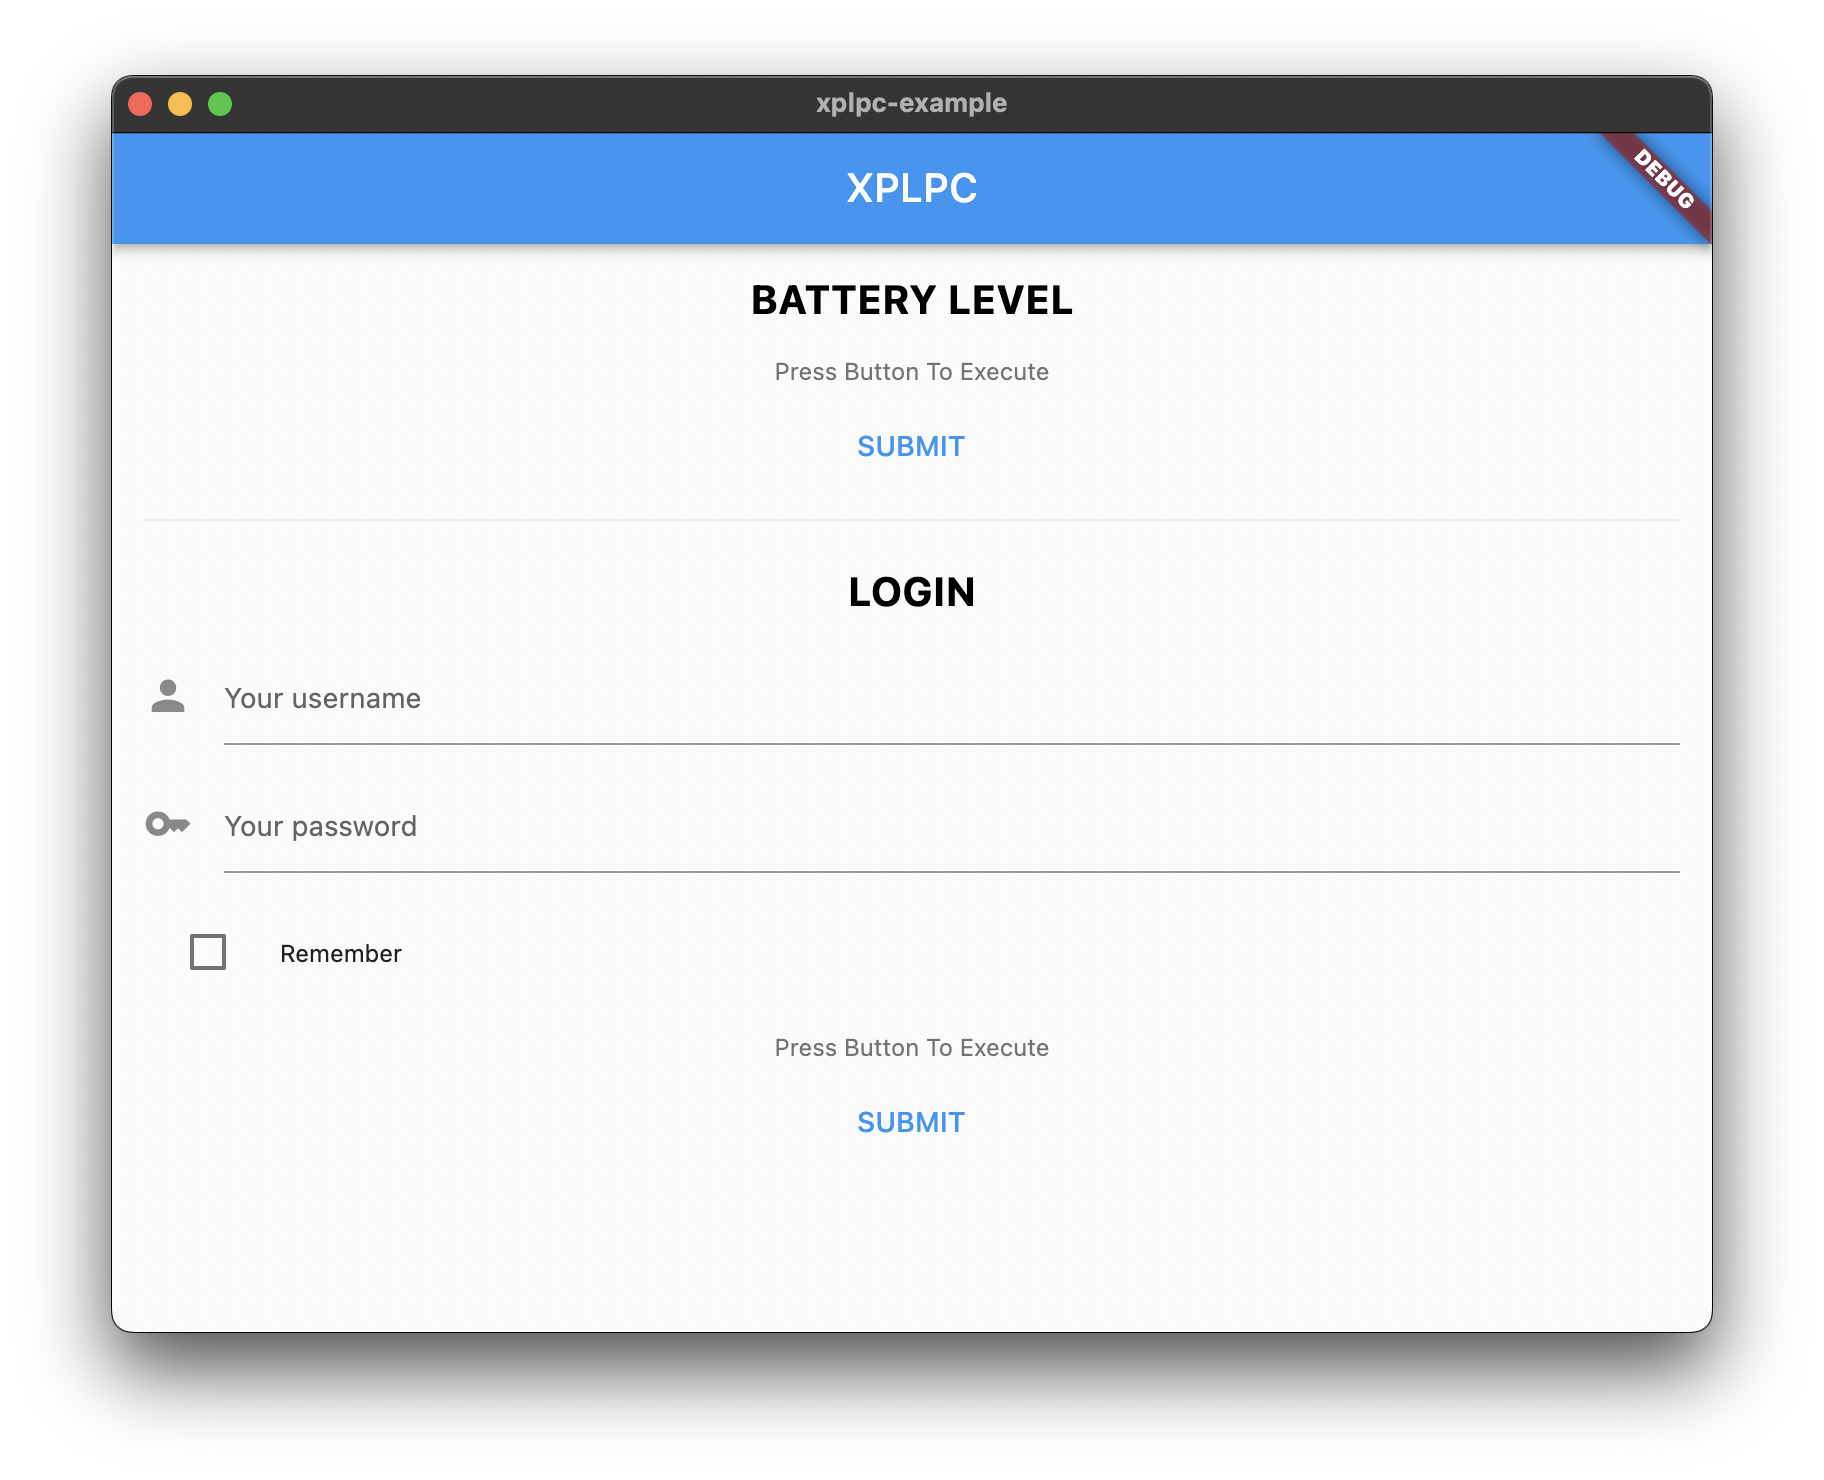 xplpc-example
XPLPC
DEBUG
BATTERY LEVEL
Press Button To Execute
SUBMIT
LOGIN
Your username
Your password
Remember
Press Button To Execute
SUBMIT